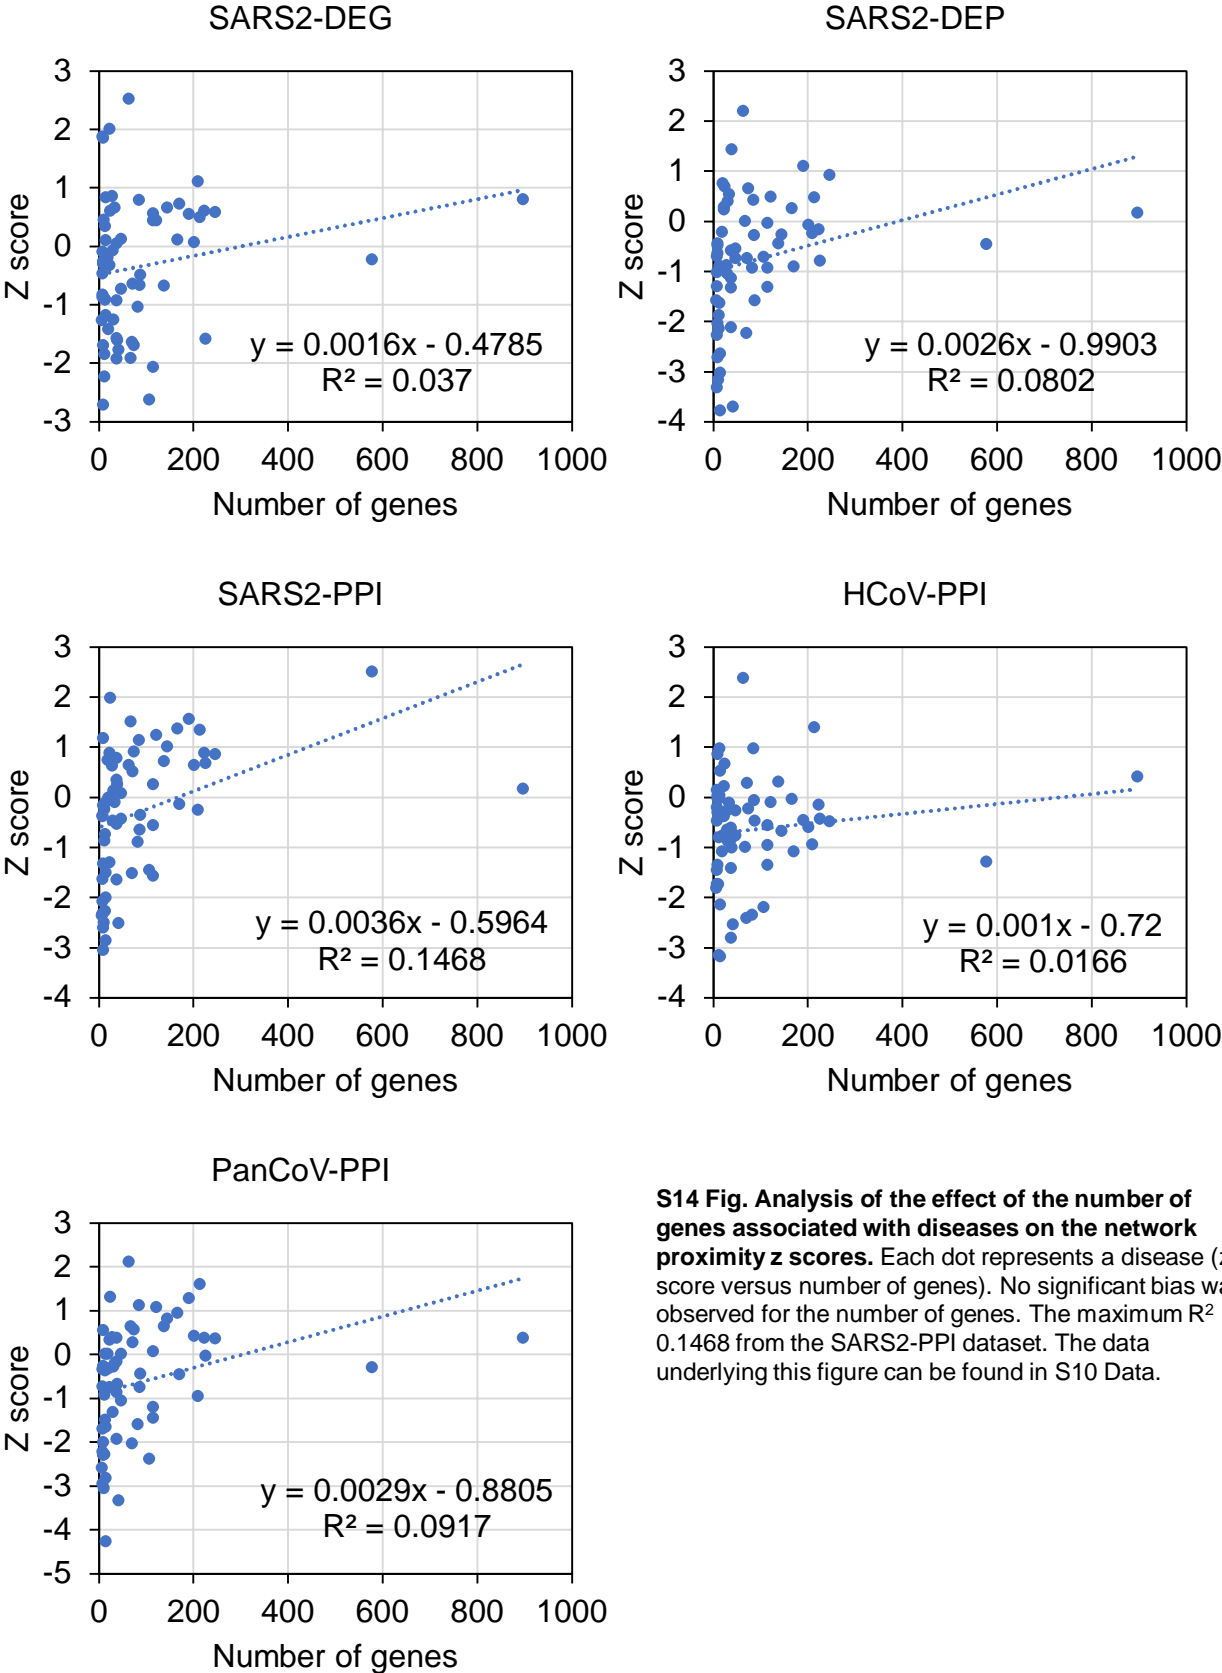 SARS2-DEG
3
2
1
0
-1
-2
-3
Z score
y = 0.0016x - 0.4785
R² = 0.037
0 200 400 600 800 1000
Number of genes
SARS2-DEP
3
2
1
0
-1
-2
-3
-4
Z score
y = 0.0026x - 0.9903
R² = 0.0802
0 200 400 600 800 1000
Number of genes
SARS2-PPI
3
2
1
0
-1
-2
-3
-4
Z score
y = 0.0036x - 0.5964
R² = 0.1468
0 200 400 600 800 1000
Number of genes
HCoV-PPI
3
2
1
0
-1
-2
-3
-4
Z score
y = 0.001x - 0.72
R² = 0.0166
0 200 400 600 800 1000
Number of genes
PanCoV-PPI
3
2
1
0
-1
-2
-3
-4
-5
Z score
y = 0.0029x - 0.8805
R² = 0.0917
0 200 400 600 800 1000
Number of genes
S14 Fig. Analysis of the effect of the number of
genes associated with diseases on the network
proximity z scores. Each dot represents a disease (z
score versus number of genes). No significant bias wa
observed for the number of genes. The maximum R²
0.1468 from the SARS2-PPI dataset. The data
underlying this figure can be found in S10 Data.